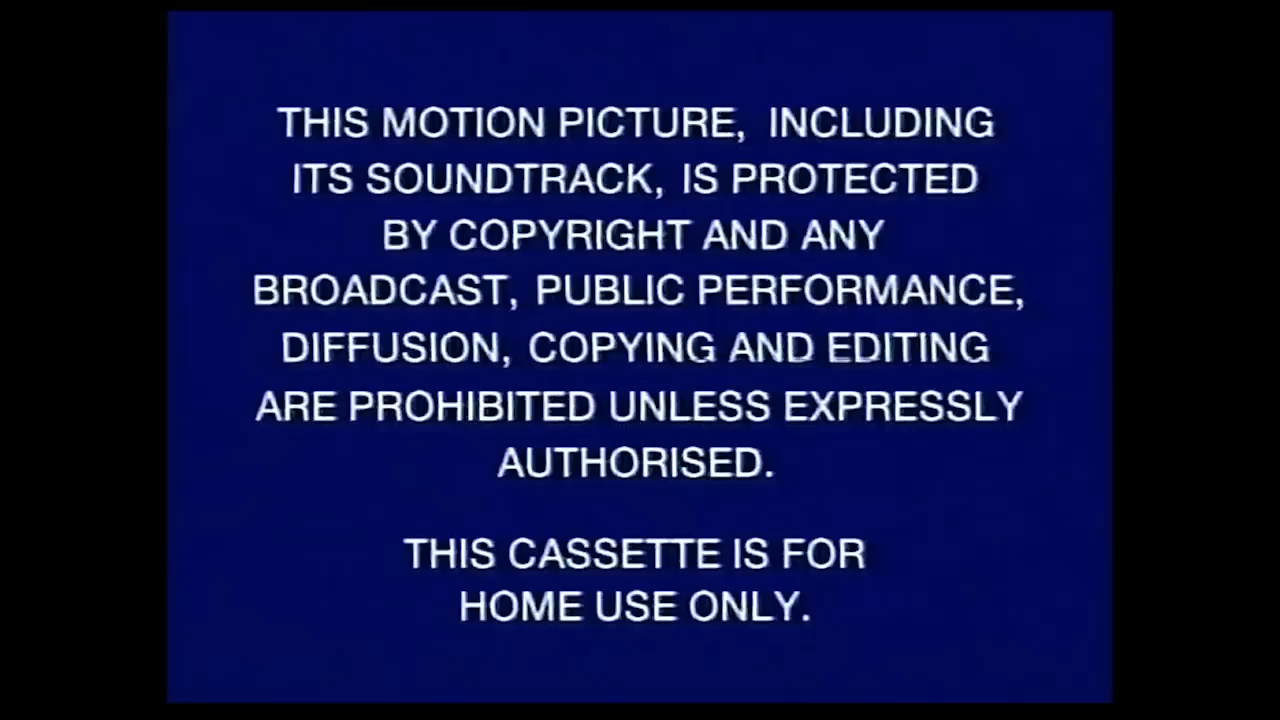 THIS MOTION PICTURE, INCLUDING
ITS SOUNDTRACK, IS PROTECTED
BY COPYRIGHT AND ANY
BROADCAST, PUBLIC PERFORMANCE,
DIFFUSION, COPYING AND EDITING
ARE PROHIBITED UNLESS EXPRESSLY
AUTHORISED.
THIS CASSETTE IS FOR
HOME USE ONLY.